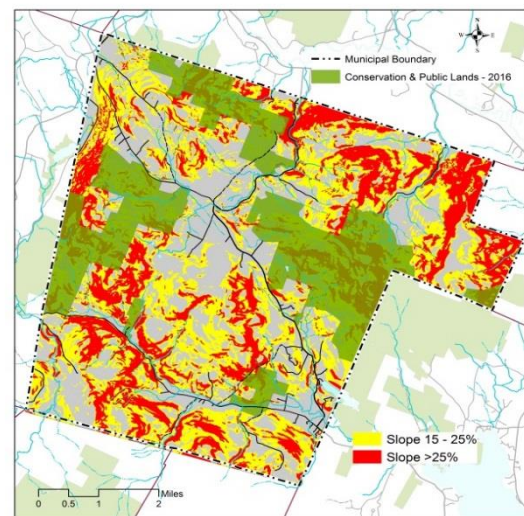 N
W
E
S
Municipal Boundary
Conservation & Public Lands - 2016
Slope 15 - 25%
Slope >25%
0 0.5 1 2
Miles